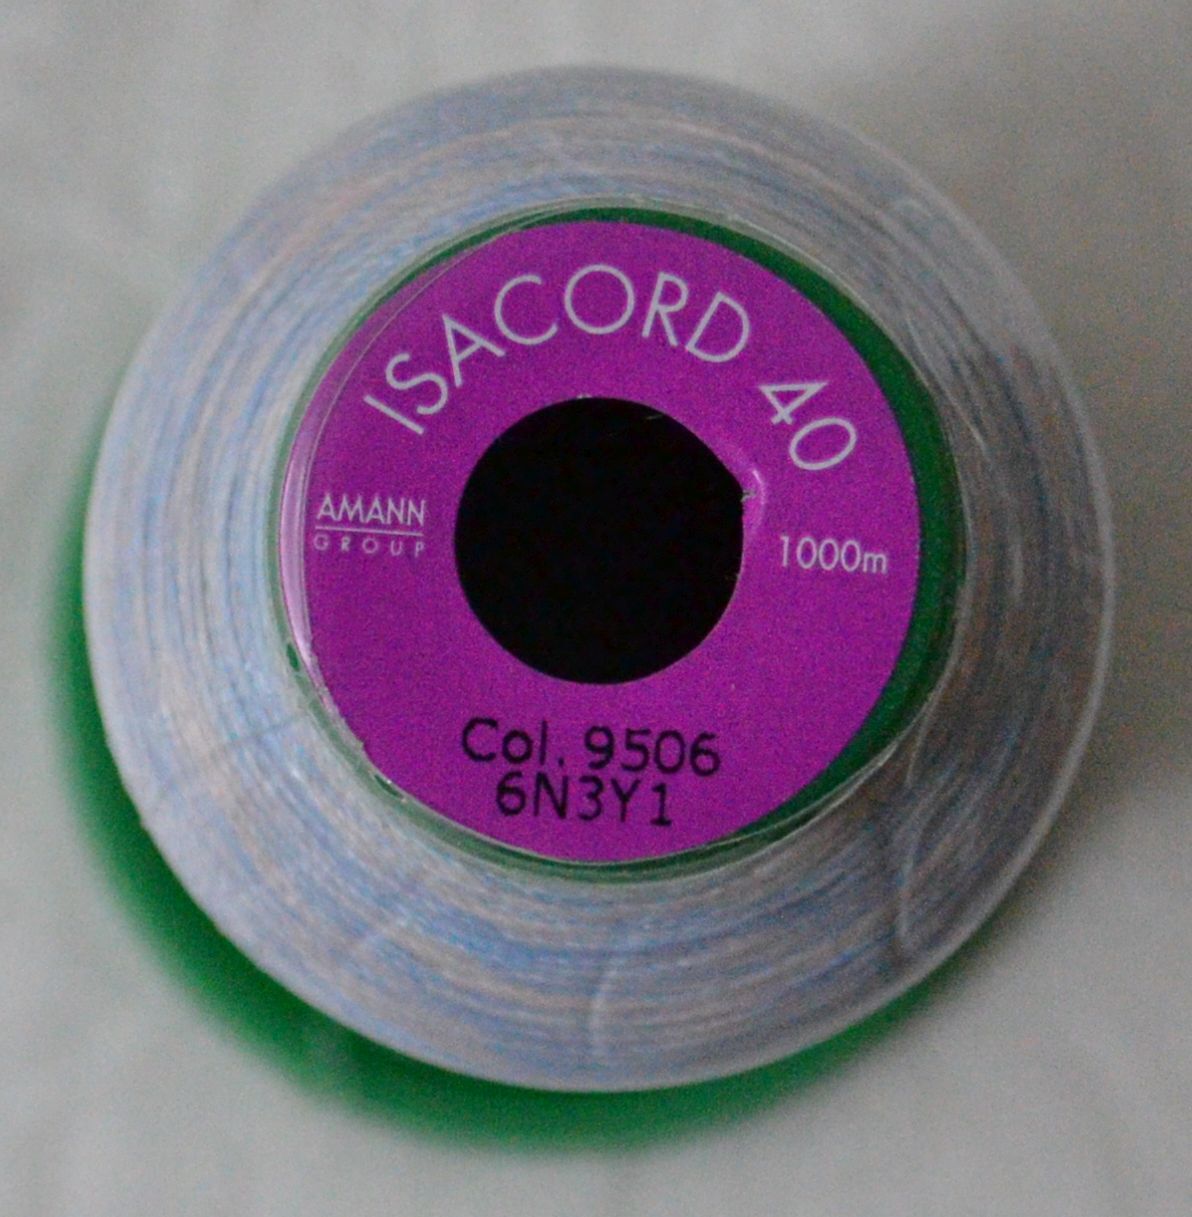 ISACORD 40
AMANN
GROUP
1000m
Col. 9506
6N3Y1